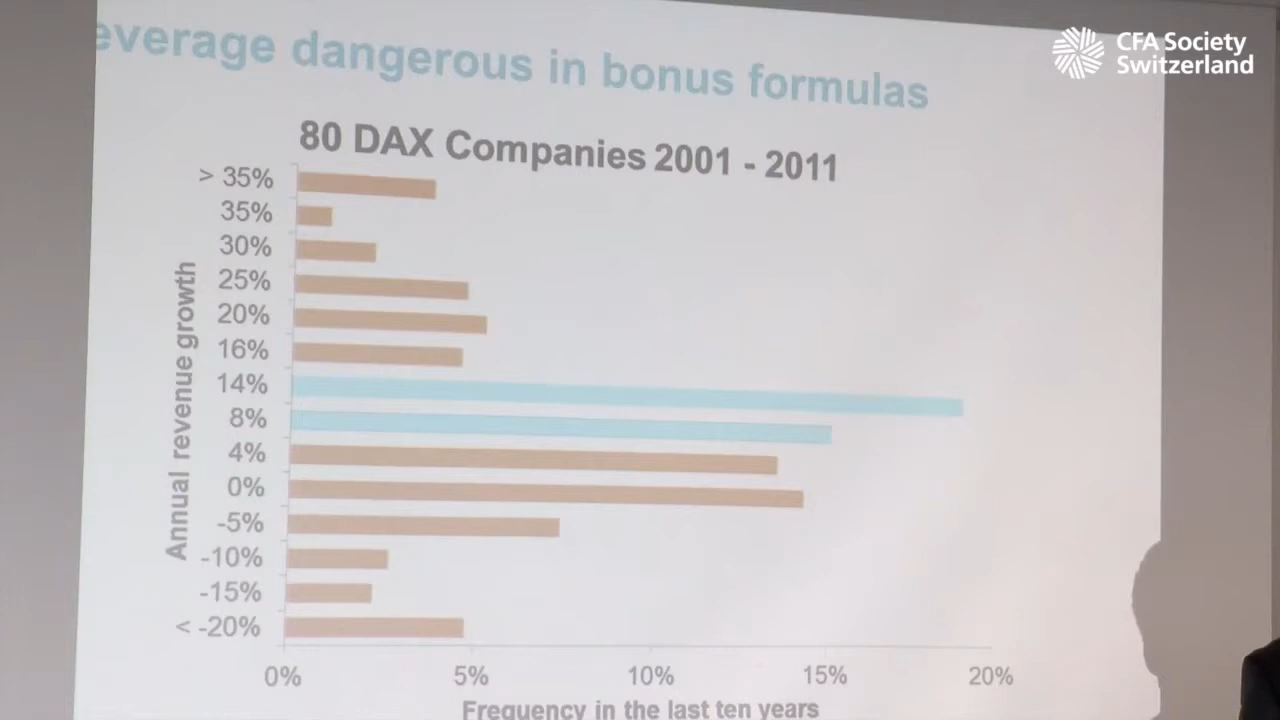 everage dangerous in bonus formulas
CFA Society
Switzerland
80 DAX Companies 2001 - 2011
Annual revenue growth
> 35%
35%
30%
25%
20%
16%
14%
8%
4%
0%
-5%
-10%
-15%
< -20%
0% 5% 10% 15% 20%
Frequency in the last ten years